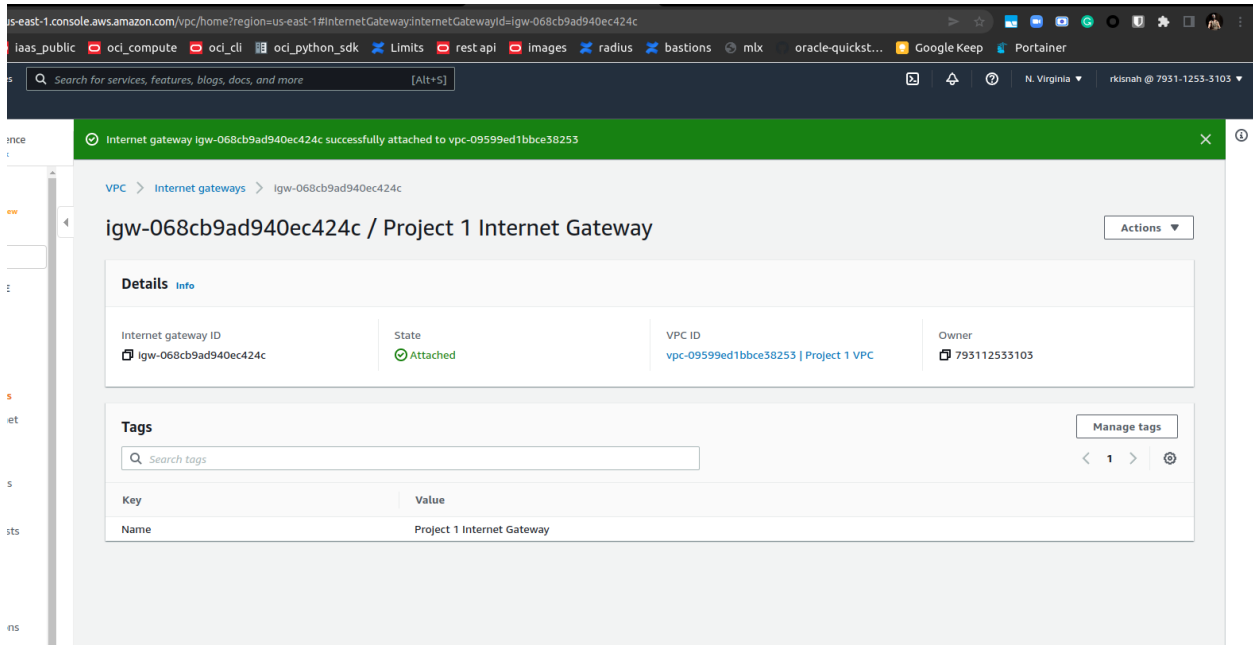 us-east-1.console.aws.amazon.com/vpc/home?region=us-east-1#InternetGateway:internetGatewayId=igw-068cb9ad940ec424c
iaas_public oci_compute oci_cli oci_python_sdk Limits rest api images radius bastions mlx oracle-quickst... Google Keep Portainer
Search for services, features, blogs, docs, and more [Alt+S] N. Virginia ▼ rkisnah @ 7931-1253-3103 ▼
Internet gateway igw-068cb9ad940ec424c successfully attached to vpc-09599ed1bbce38253
VPC > Internet gateways > igw-068cb9ad940ec424c
igw-068cb9ad940ec424c / Project 1 Internet Gateway
Actions ▼
Details Info
Internet gateway ID State VPC ID Owner
igw-068cb9ad940ec424c Attached vpc-09599ed1bbce38253 | Project 1 VPC 793112533103
Tags Manage tags
Search tags
< 1 >
Key Value
Name Project 1 Internet Gateway